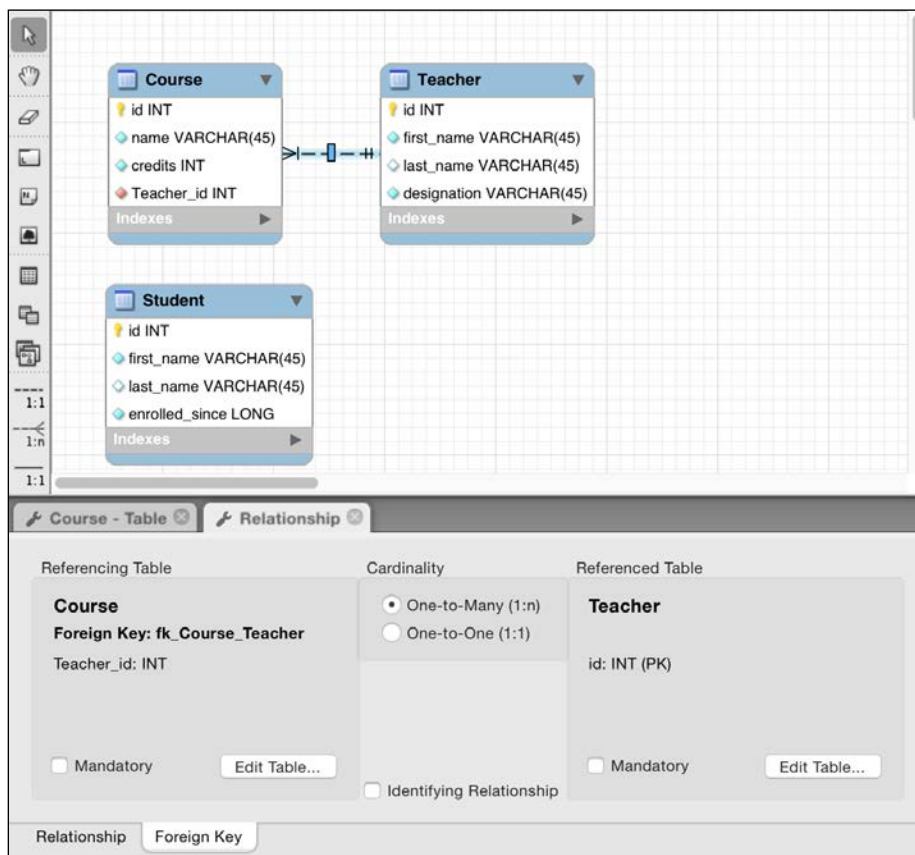 Course
id INT
name VARCHAR(45)
credits INT
Teacher_id INT
Indexes
Teacher
id INT
first_name VARCHAR(45)
last_name VARCHAR(45)
designation VARCHAR(45)
Indexes
Student
id INT
first_name VARCHAR(45)
last_name VARCHAR(45)
enrolled_since LONG
Indexes
N
1:1
1:n
1:1
Course - Table
Relationship
Referencing Table
Course
Foreign Key: fk_Course_Teacher
Teacher_id: INT
Mandatory
Edit Table...
Cardinality
One-to-Many (1:n)
One-to-One (1:1)
Identifying Relationship
Referenced Table
Teacher
id: INT (PK)
Mandatory
Edit Table...
Relationship
Foreign Key